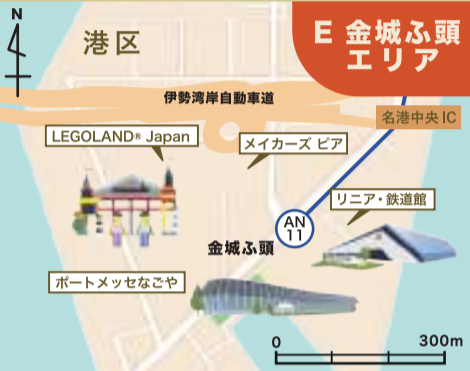 N
港区
E 金城ふ頭
エリア
伊勢湾岸自動車道
名港中央IC
LEGOLAND® Japan
メイカーズ ピア
リニア・鉄道館
AN
11
金城ふ頭
ポートメッセなごや
0
300m